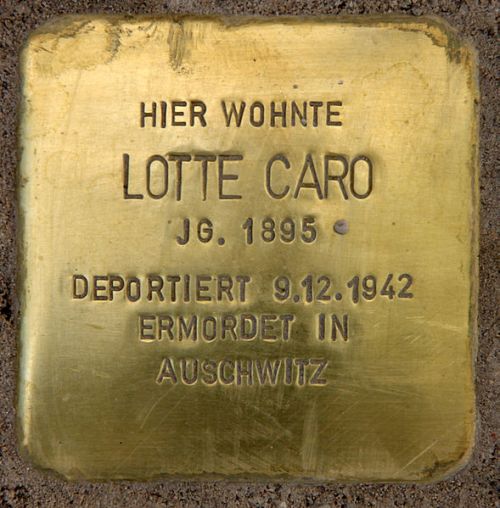 HIER WOHNTE
LOTTE CARO
JG. 1895
DEPORTIERT 9.12.1942
ERMORDET IN
AUSCHWITZ